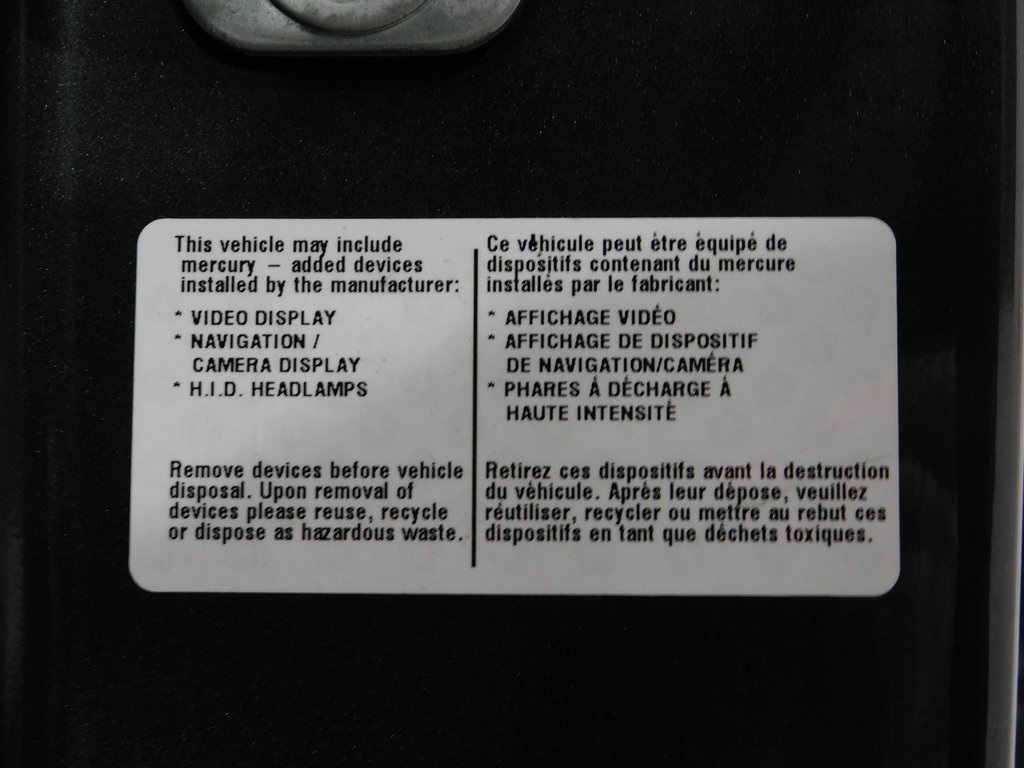 This vehicle may include
mercury – added devices
installed by the manufacturer:
* VIDEO DISPLAY
* NAVIGATION /
CAMERA DISPLAY
* H.I.D. HEADLAMPS
Remove devices before vehicle
disposal. Upon removal of
devices please reuse, recycle
or dispose as hazardous waste.
Ce véhicule peut être équipé de
dispositifs contenant du mercure
installés par le fabricant:
* AFFICHAGE VIDÉO
* AFFICHAGE DE DISPOSITIF
DE NAVIGATION/CAMÉRA
* PHARES Á DÉCHARGE Á
HAUTE INTENSITÉ
Retirez ces dispositifs avant la destruction
du véhicule. Aprés leur dépose, veuillez
réutiliser, recycler ou mettre au rebut ces
dispositifs en tant que déchets toxiques.